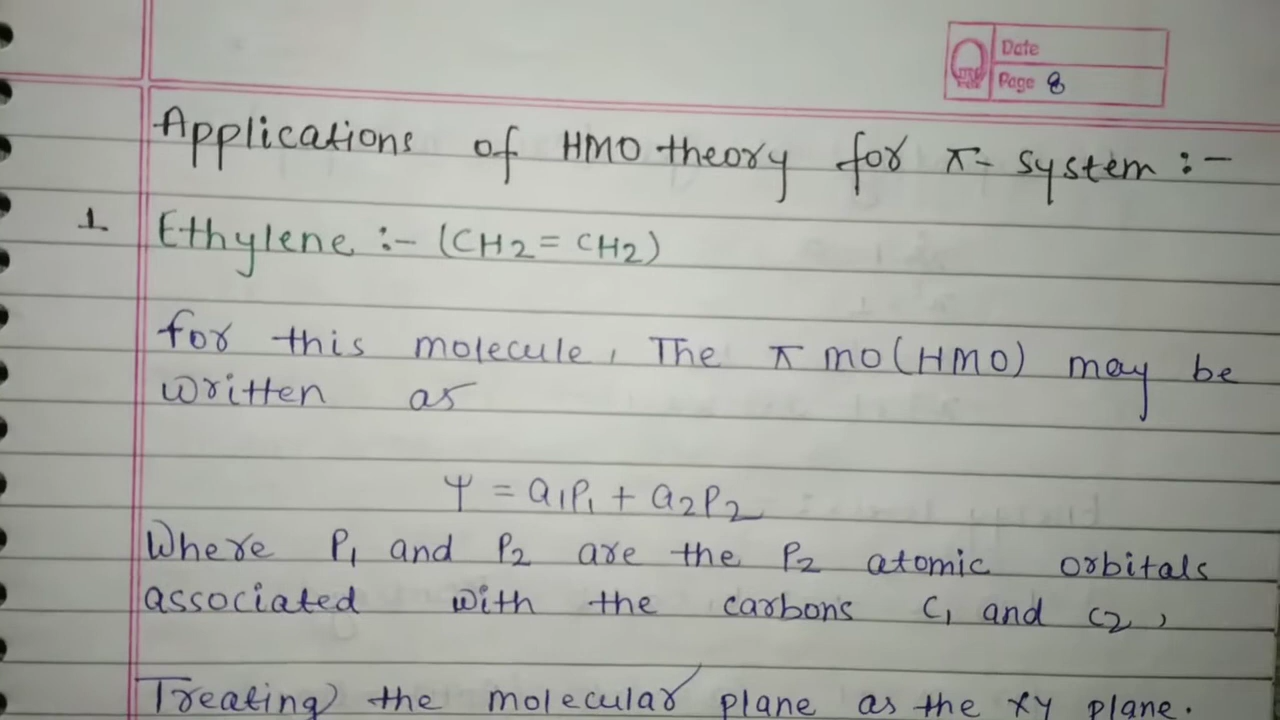 Date
Page 8
Applications of HMO theory for π- system :-
1 Ethylene :- (CH2 = CH2)
for this molecule, The π mo (HMO) may be
written as
Ψ = a1P1 + a2P2
Where P1 and P2 are the Pz atomic orbitals
associated with the carbons C1 and C2,
Treating the molecular plane as the xy plane.